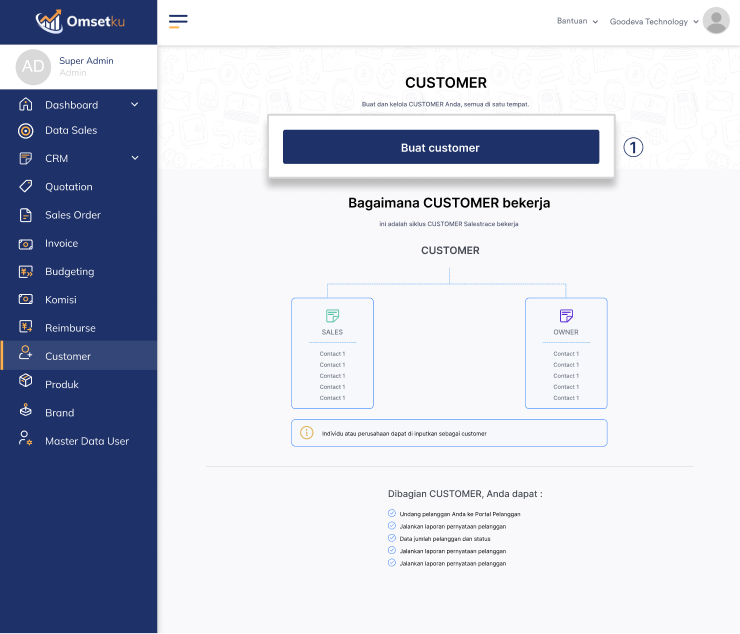 Omsetku
Bantuan
Goodeva Technology
AD
Super Admin
Admin
Dashboard
Data Sales
CRM
Quotation
Sales Order
Invoice
Budgeting
Komisi
Reimburse
Customer
Produk
Brand
Master Data User
CUSTOMER
Buat dan kelola CUSTOMER Anda, semua di satu tempat.
Buat customer
1
Bagaimana CUSTOMER bekerja
ini adalah siklus CUSTOMER Salestrace bekerja
CUSTOMER
SALES
Contact 1
Contact 1
Contact 1
Contact 1
Contact 1
OWNER
Contact 1
Contact 1
Contact 1
Contact 1
Contact 1
Individu atau perusahaan dapat di inputkan sebagai customer
Dibagian CUSTOMER, Anda dapat :
Undang pelanggan Anda ke Portal Pelanggan
Jalankan laporan pernyataan pelanggan
Data jumlah pelanggan dan status
Jalankan laporan pernyataan pelanggan
Jalankan laporan pernyataan pelanggan